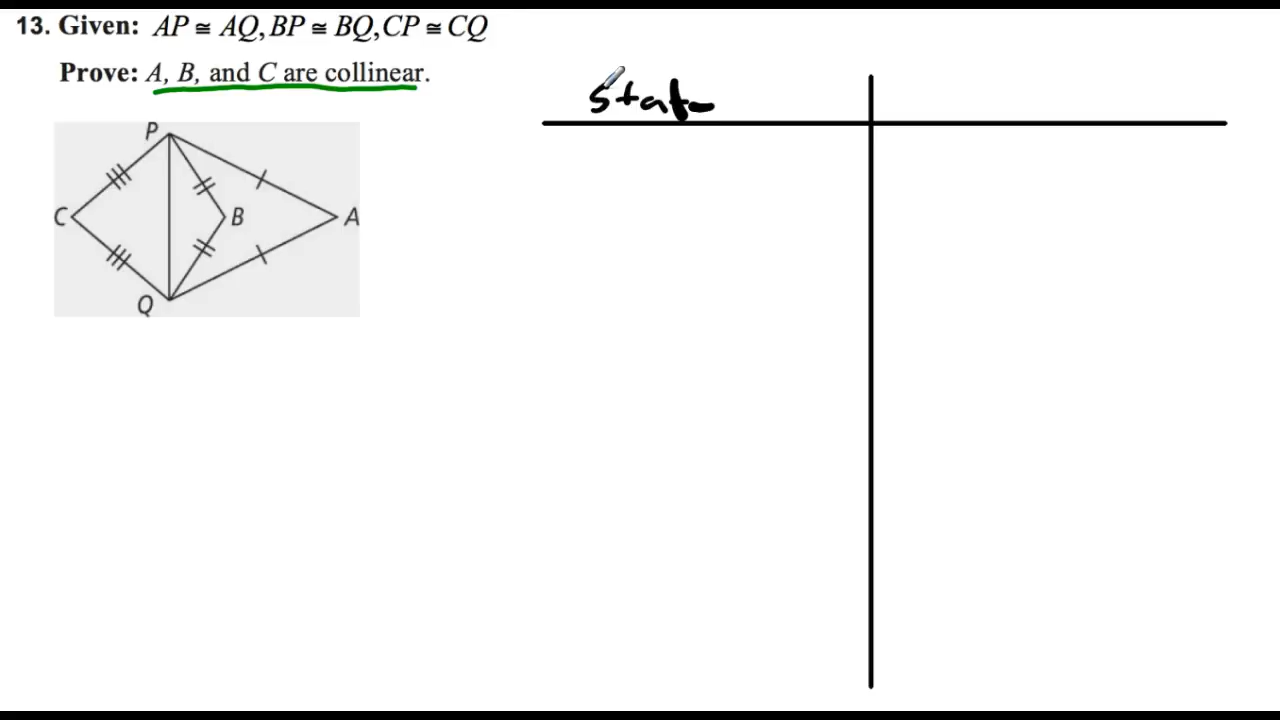 13. Given: AP ≅ AQ, BP ≅ BQ, CP ≅ CQ
Prove: A, B, and C are collinear.
State
P
C
B
A
Q